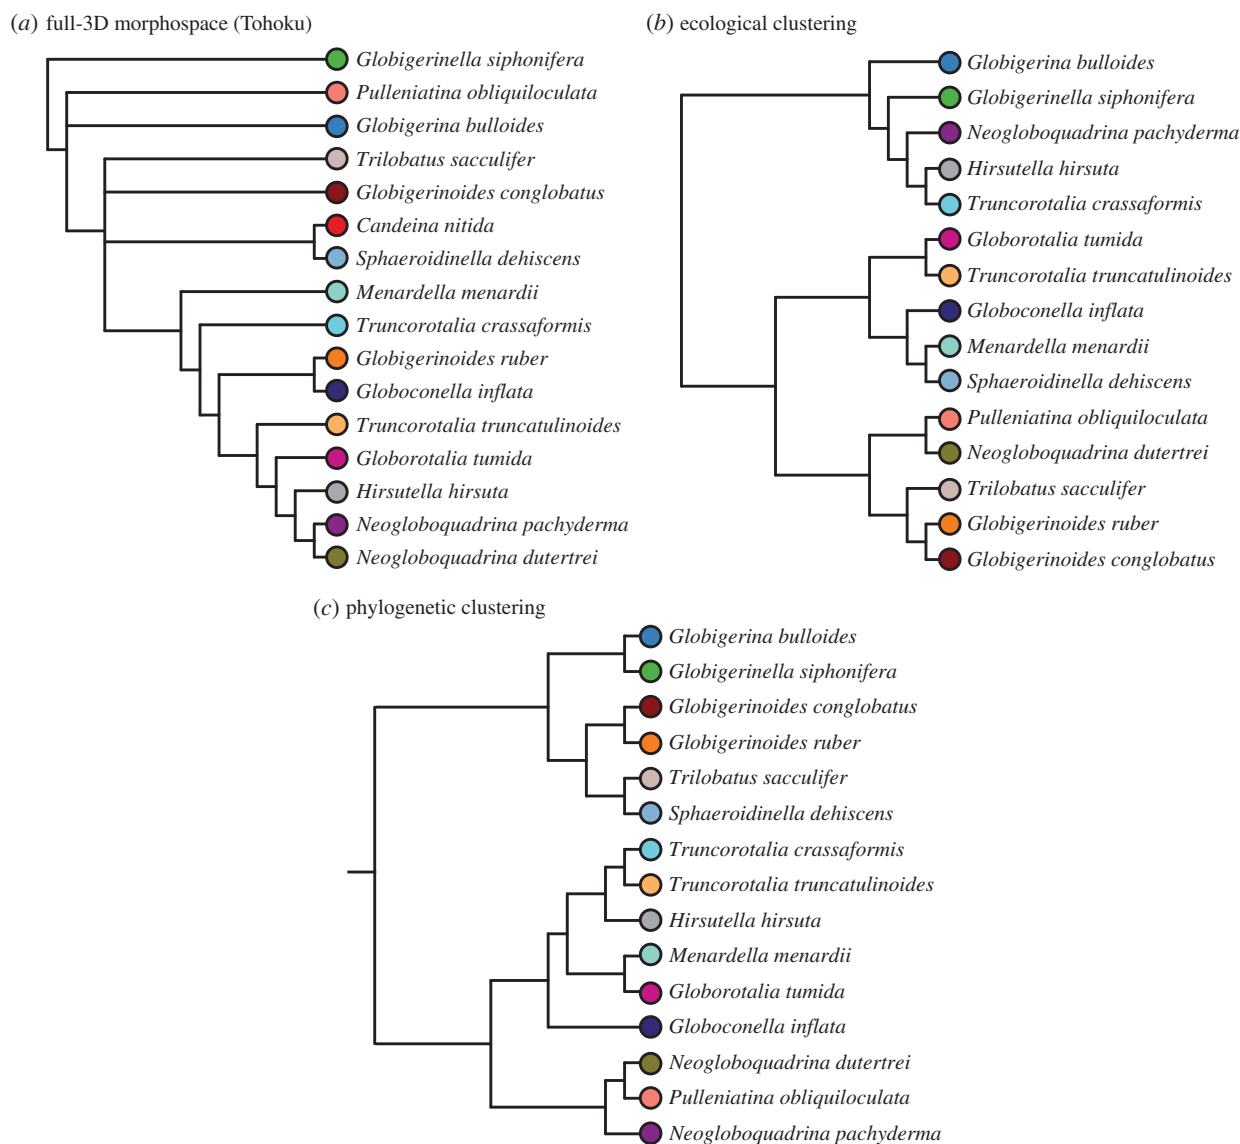 (a) full-3D morphospace (Tohoku)
Globigerinella siphonifera
Pulleniatina obliquiloculata
Globigerina bulloides
Trilobatus sacculifer
Globigerinoides conglobatus
Candeina nitida
Sphaeroidinella dehiscens
Menardella menardii
Truncorotalia crassaformis
Globigerinoides ruber
Globoconella inflata
Truncorotalia truncatulinoides
Globorotalia tumida
Hirsutella hirsuta
Neogloboquadrina pachyderma
Neogloboquadrina dutertrei
(b) ecological clustering
Globigerina bulloides
Globigerinella siphonifera
Neogloboquadrina pachyderma
Hirsutella hirsuta
Truncorotalia crassaformis
Globorotalia tumida
Truncorotalia truncatulinoides
Globoconella inflata
Menardella menardii
Sphaeroidinella dehiscens
Pulleniatina obliquiloculata
Neogloboquadrina dutertrei
Trilobatus sacculifer
Globigerinoides ruber
Globigerinoides conglobatus
(c) phylogenetic clustering
Globigerina bulloides
Globigerinella siphonifera
Globigerinoides conglobatus
Globigerinoides ruber
Trilobatus sacculifer
Sphaeroidinella dehiscens
Truncorotalia crassaformis
Truncorotalia truncatulinoides
Hirsutella hirsuta
Menardella menardii
Globorotalia tumida
Globoconella inflata
Neogloboquadrina dutertrei
Pulleniatina obliquiloculata
Neogloboquadrina pachyderma